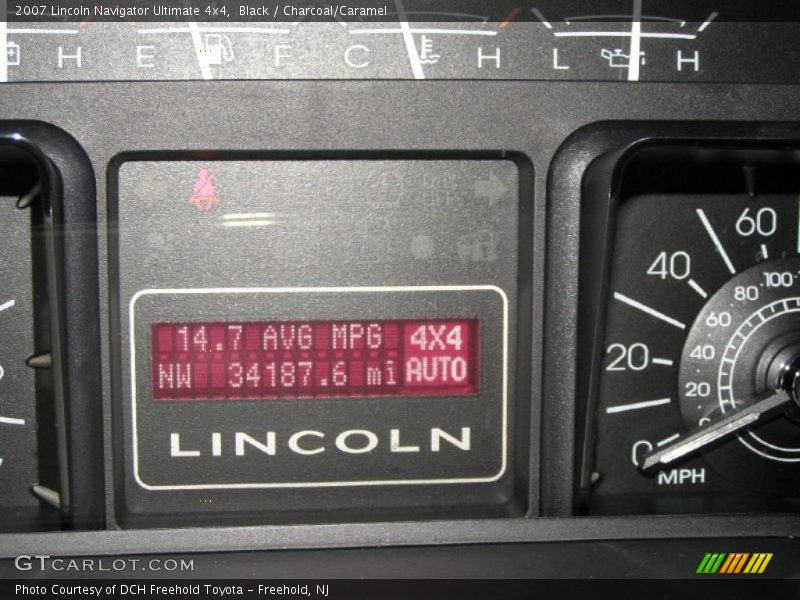 2007 Lincoln Navigator Ultimate 4x4,  Black / Charcoal/Caramel
H E F C H L H
14.7 AVG MPG 4X4
NW 34187.6 mi AUTO
LINCOLN
60
40
20
0
MPH
100
80
60
40
20
GTCARLOT.COM
Photo Courtesy of DCH Freehold Toyota – Freehold, NJ